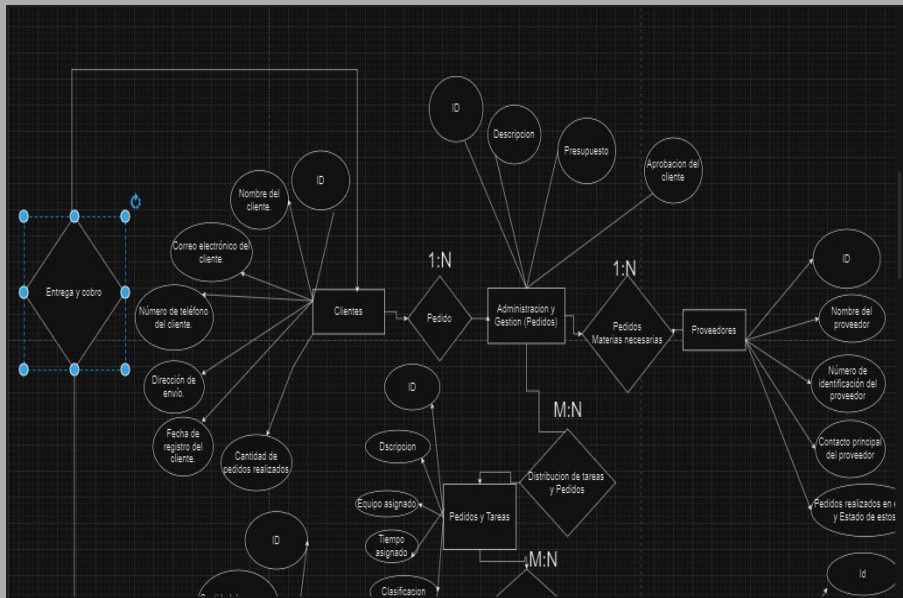 ID
Descripcion
Presupuesto
Aprobacion del
cliente
ID
Nombre del
cliente.
Correo electrónico del
cliente.
Número de teléfono
del cliente.
Dirección de
envío.
Fecha de
registro del
cliente.
Cantidad de
pedidos realizados
Entrega y cobro
Clientes
1:N
Pedido
Administracion y
Gestion (Pedidos)
1:N
Pedidos
Materias necesarias
Proveedores
ID
Nombre del
proveedor
Número de
identificación del
proveedor
Contacto principal
del proveedor
Pedidos realizados en
y Estado de estos
M:N
Distribucion de tareas
y Pedidos
ID
Dscripcion
Equipo asignado
Tiempo
asignado
Clasificacion
Pedidos y Tareas
M:N
ID
Id